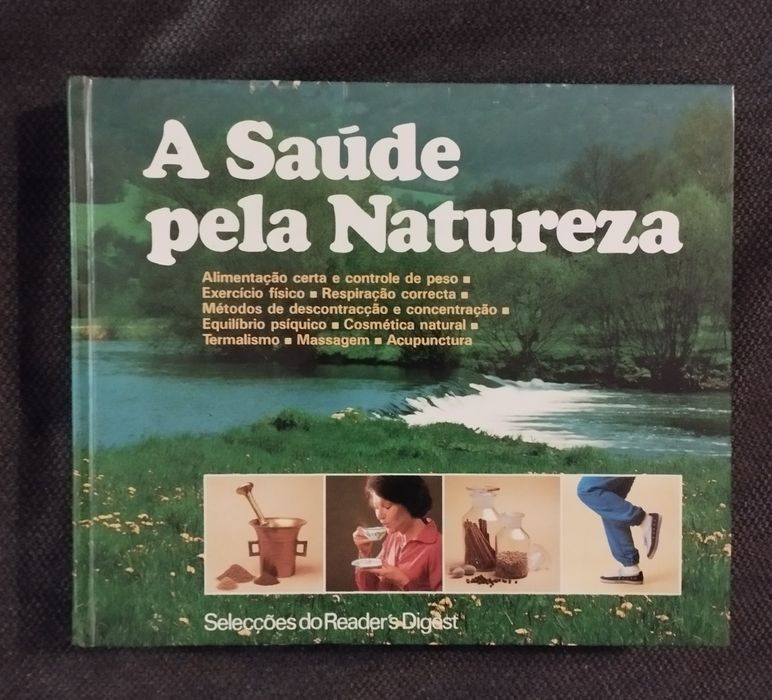 A Saúde
pela Natureza
Alimentação certa e controle de peso ■
Exercício físico ■ Respiração correcta ■
Métodos de descontracção e concentração ■
Equilíbrio psíquico ■ Cosmética natural ■
Termalismo ■ Massagem ■ Acupunctura
Selecções do Reader's Digest